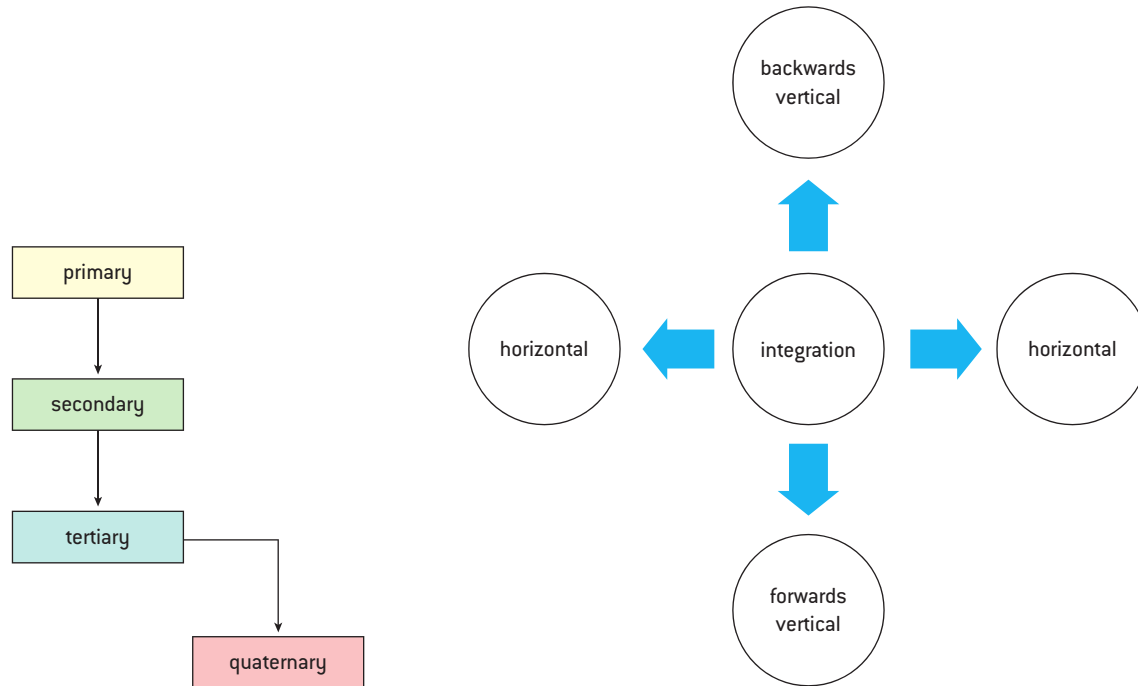 primary
secondary
tertiary
quaternary
backwards
vertical
horizontal
integration
horizontal
forwards
vertical